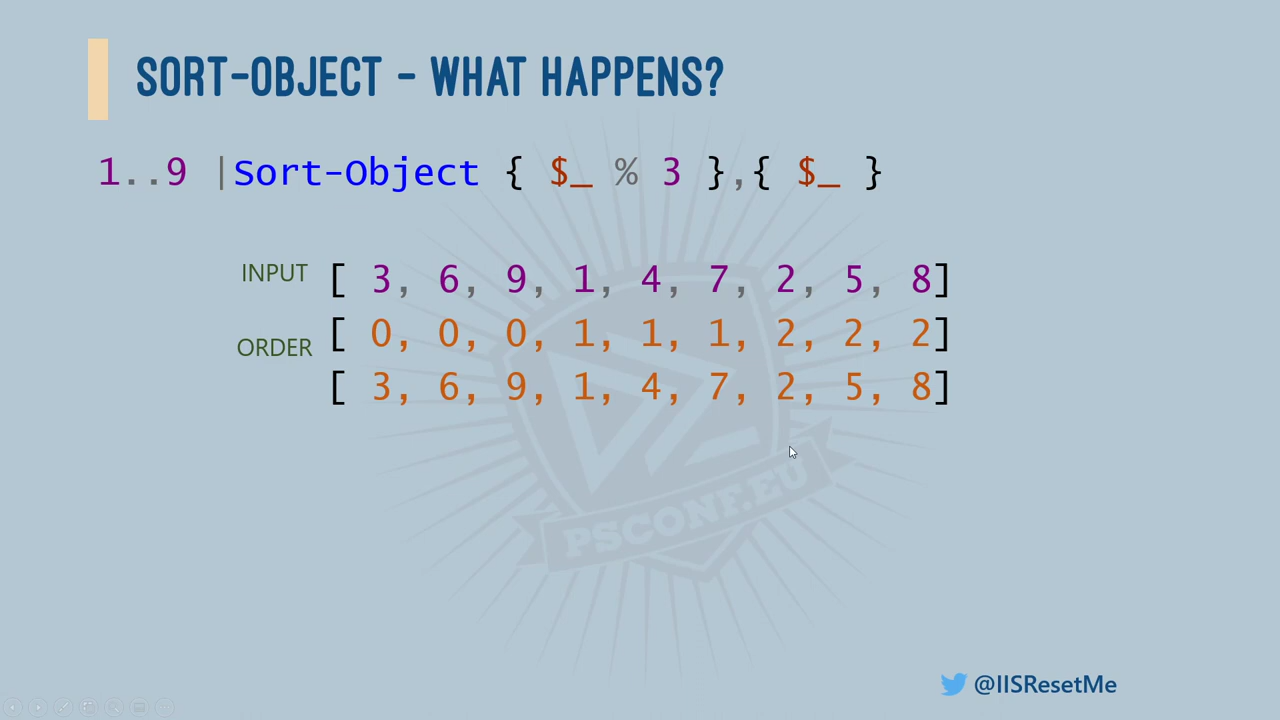 SORT-OBJECT - WHAT HAPPENS?
1..9 |Sort-Object { $_ % 3 },{ $_ }
INPUT [ 3, 6, 9, 1, 4, 7, 2, 5, 8]
ORDER [ 0, 0, 0, 1, 1, 1, 2, 2, 2]
[ 3, 6, 9, 1, 4, 7, 2, 5, 8]
PSCONF.EU
@IISResetMe